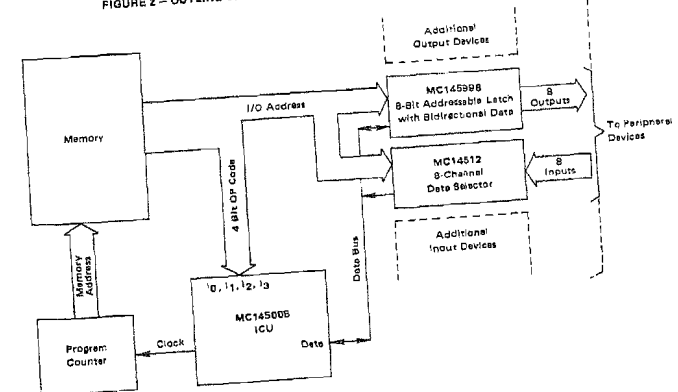 FIGURE 2 — OUTLINE
Additional
Output Devices
MC14599B
8-Bit Addressable Latch
with Bidirectional Data
8
Outputs
I/O Address
Memory
To Peripheral
Devices
MC14512
8-Channel
Data Selector
8
Inputs
4 Bit OP Code
Additional
Input Devices
Data Bus
Memory
Address
I0, I1, I2, I3
MC14500B
ICU
Data
Clock
Program
Counter